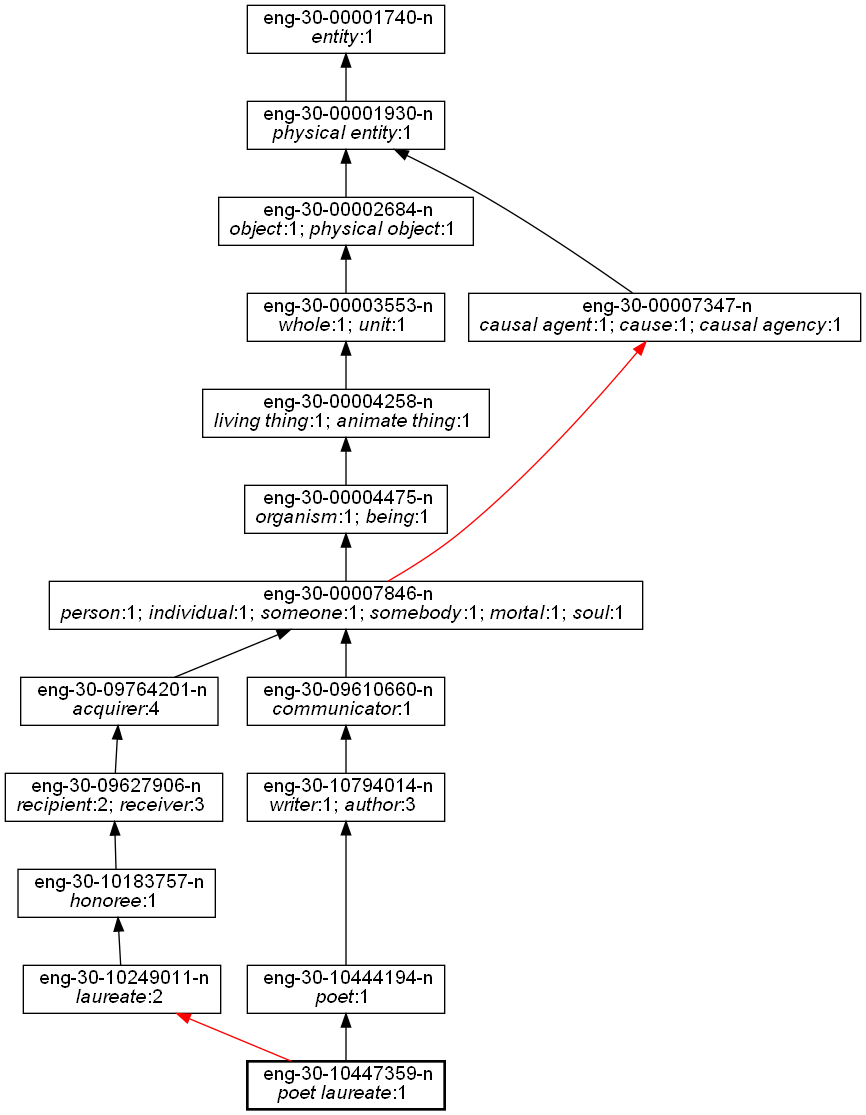 eng-30-00001740-n
entity:1
eng-30-00001930-n
physical entity:1
eng-30-00002684-n
object:1; physical object:1
eng-30-00003553-n
whole:1; unit:1
eng-30-00007347-n
causal agent:1; cause:1; causal agency:1
eng-30-00004258-n
living thing:1; animate thing:1
eng-30-00004475-n
organism:1; being:1
eng-30-00007846-n
person:1; individual:1; someone:1; somebody:1; mortal:1; soul:1
eng-30-09764201-n
acquirer:4
eng-30-09610660-n
communicator:1
eng-30-09627906-n
recipient:2; receiver:3
eng-30-10794014-n
writer:1; author:3
eng-30-10183757-n
honoree:1
eng-30-10249011-n
laureate:2
eng-30-10444194-n
poet:1
eng-30-10447359-n
poet laureate:1